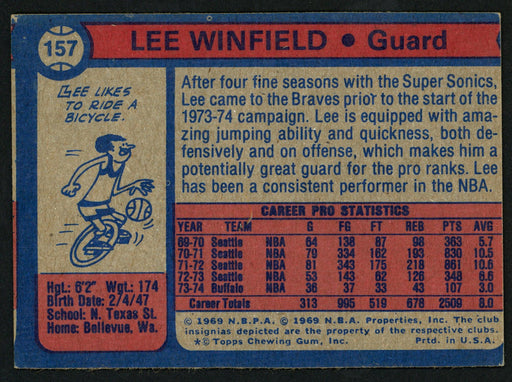 157
LEE WINFIELD • Guard
LEE LIKES
TO RIDE A
BICYCLE.
After four fine seasons with the Super Sonics,
Lee came to the Braves prior to the start of the
1973-74 campaign. Lee is equipped with am-
azing jumping ability and quickness, both de-
fensively and on offense, which makes him a
potentially great guard for the pro ranks. Lee
has been a consistent performer in the NBA.
Hgt.: 6'2" Wgt.: 174
Birth Date: 2/4/47
School: N. Texas St.
Home: Bellevue, Wa.
CAREER PRO STATISTICS
YEAR TEAM G FG FT REB PTS AVG
69-70 Seattle NBA 64 138 87 98 363 5.7
70-71 Seattle NBA 79 334 162 193 830 10.5
71-72 Seattle NBA 81 343 175 218 861 10.6
72-73 Seattle NBA 53 143 62 126 348 6.6
73-74 Buffalo NBA 36 37 33 43 107 3.0
Career Totals 313 995 519 678 2509 8.0
© 1969 N.B.P.A. © 1969 N.B.A. Properties, Inc. The club
insignias depicted are the property of the respective clubs.
*© Topps Chewing Gum, Inc. Prtd. in U.S.A.